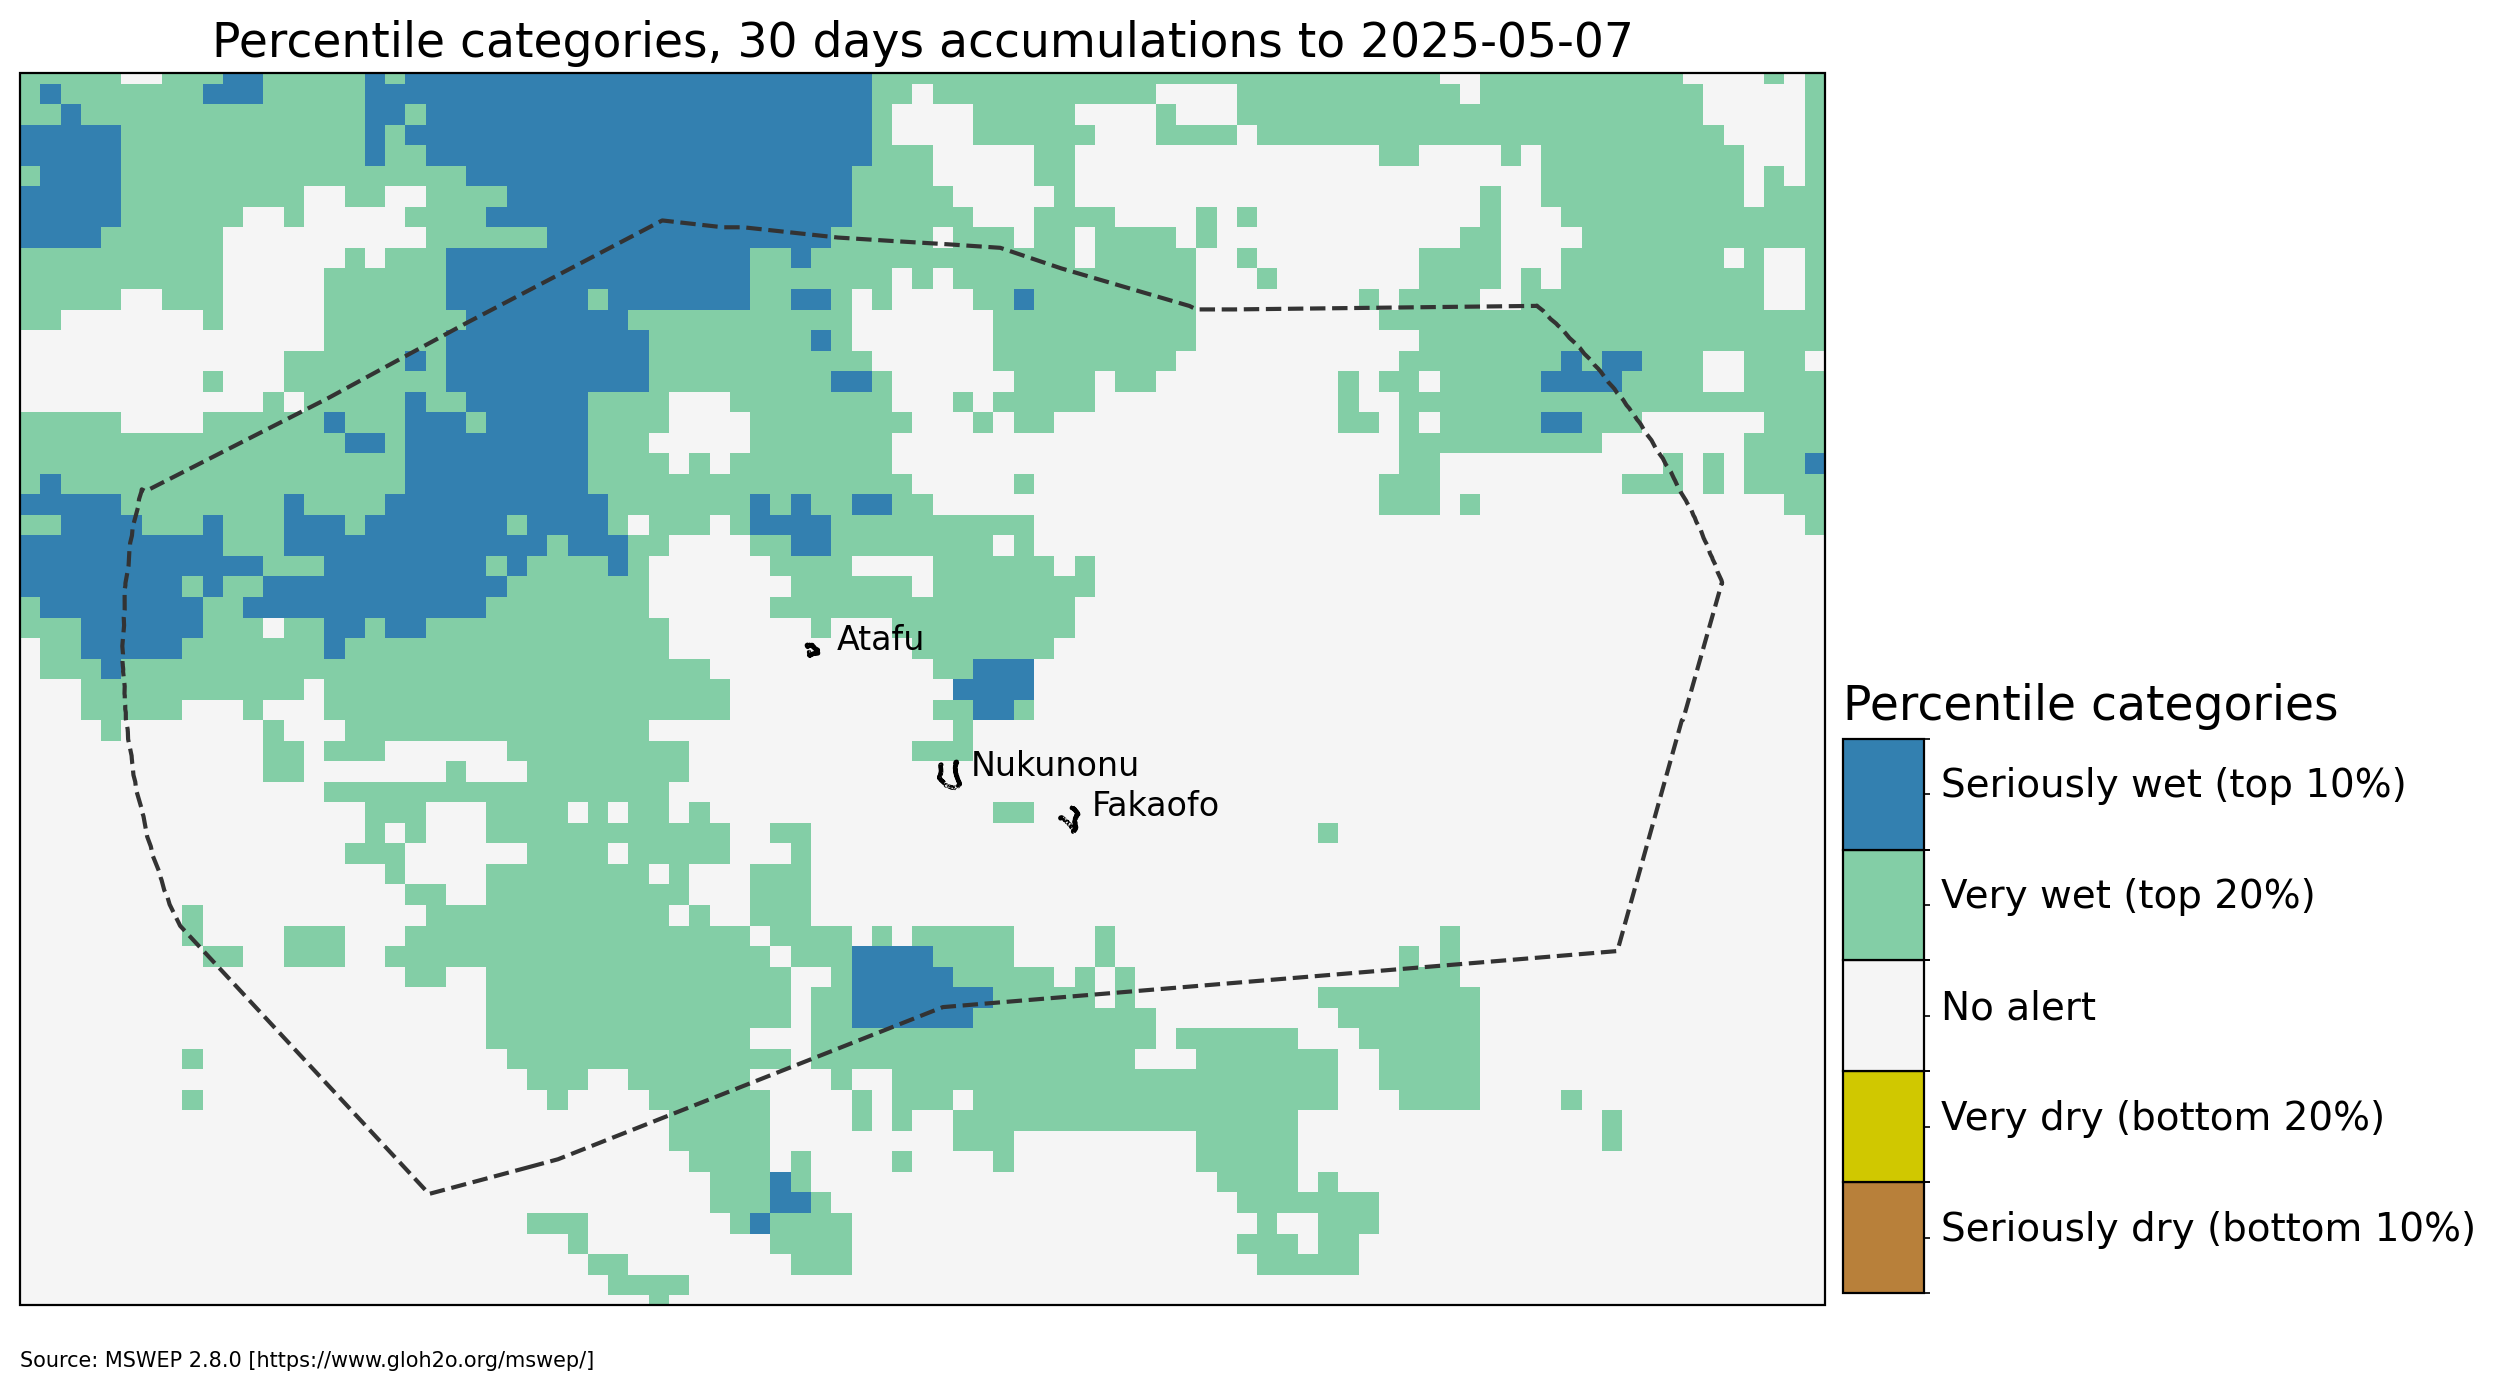 Percentile categories, 30 days accumulations to 2025-05-07
Atafu
Nukunonu
Fakaofo
Percentile categories
Seriously wet (top 10%)
Very wet (top 20%)
No alert
Very dry (bottom 20%)
Seriously dry (bottom 10%)
Source: MSWEP 2.8.0 [https://www.gloh2o.org/mswep/]